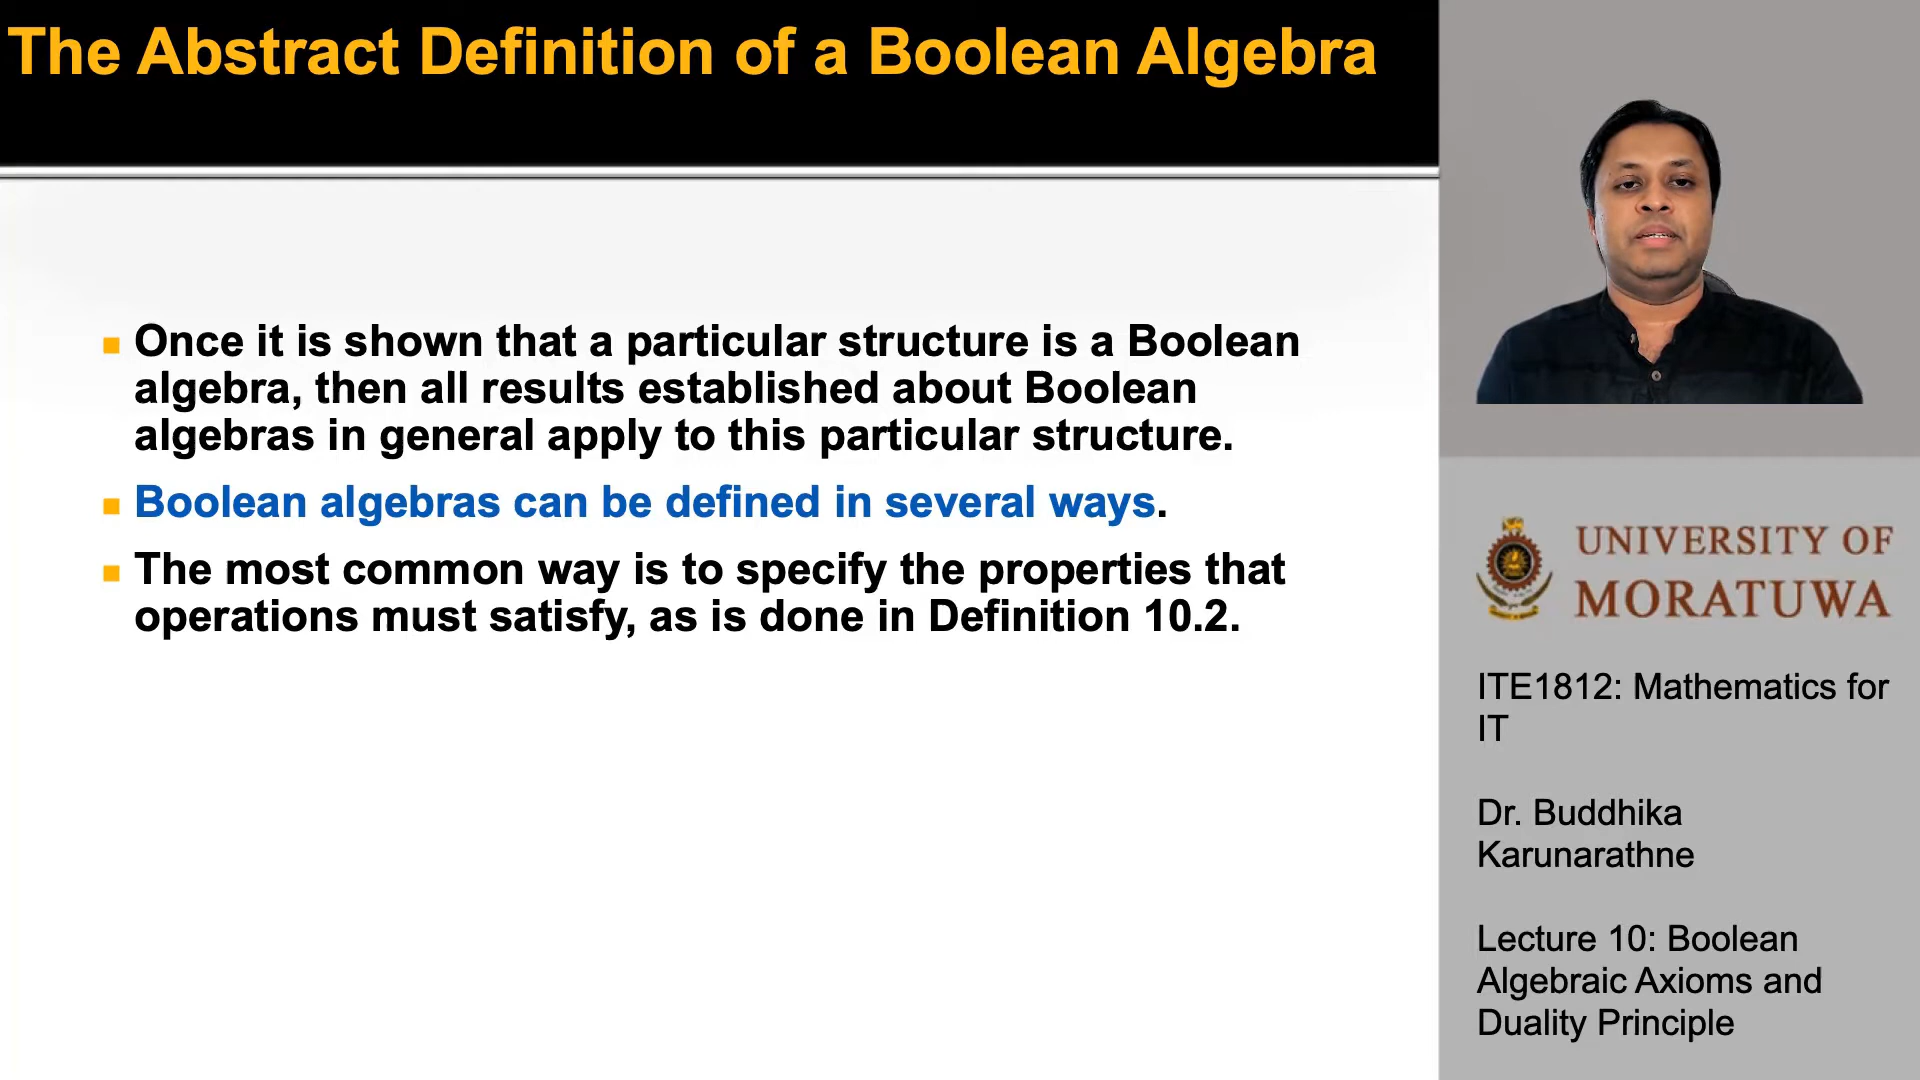 The Abstract Definition of a Boolean Algebra
Once it is shown that a particular structure is a Boolean
algebra, then all results established about Boolean
algebras in general apply to this particular structure.
Boolean algebras can be defined in several ways.
The most common way is to specify the properties that
operations must satisfy, as is done in Definition 10.2.
UNIVERSITY OF
MORATUWA
ITE1812: Mathematics for
IT
Dr. Buddhika
Karunarathne
Lecture 10: Boolean
Algebraic Axioms and
Duality Principle